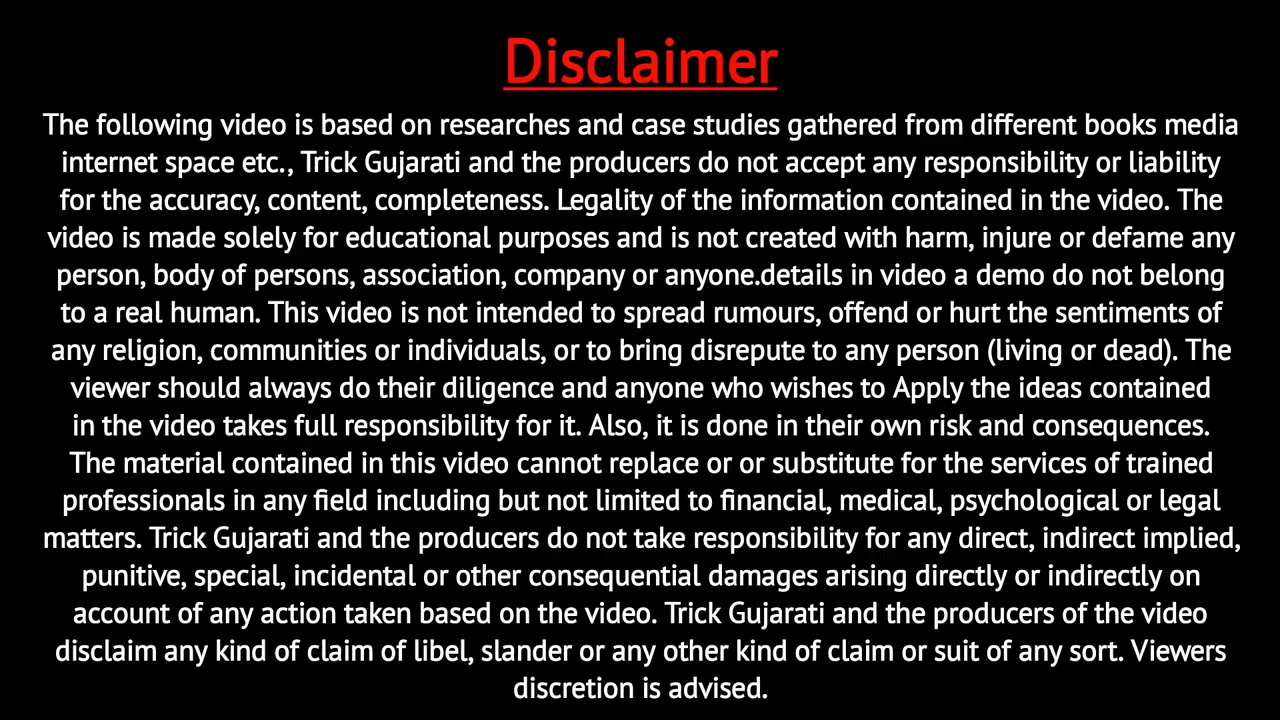 Disclaimer
The following video is based on researches and case studies gathered from different books media
internet space etc., Trick Gujarati and the producers do not accept any responsibility or liability
for the accuracy, content, completeness. Legality of the information contained in the video. The
video is made solely for educational purposes and is not created with harm, injure or defame any
person, body of persons, association, company or anyone.details in video a demo do not belong
to a real human. This video is not intended to spread rumours, offend or hurt the sentiments of
any religion, communities or individuals, or to bring disrepute to any person (living or dead). The
viewer should always do their diligence and anyone who wishes to Apply the ideas contained
in the video takes full responsibility for it. Also, it is done in their own risk and consequences.
The material contained in this video cannot replace or or substitute for the services of trained
professionals in any field including but not limited to financial, medical, psychological or legal
matters. Trick Gujarati and the producers do not take responsibility for any direct, indirect implied,
punitive, special, incidental or other consequential damages arising directly or indirectly on
account of any action taken based on the video. Trick Gujarati and the producers of the video
disclaim any kind of claim of libel, slander or any other kind of claim or suit of any sort. Viewers
discretion is advised.